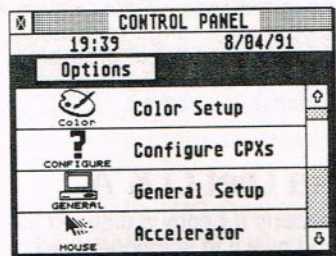 CONTROL PANEL
19:39 8/04/91
Options
Color Color Setup
CONFIGURE Configure CPXs
GENERAL General Setup
MOUSE Accelerator